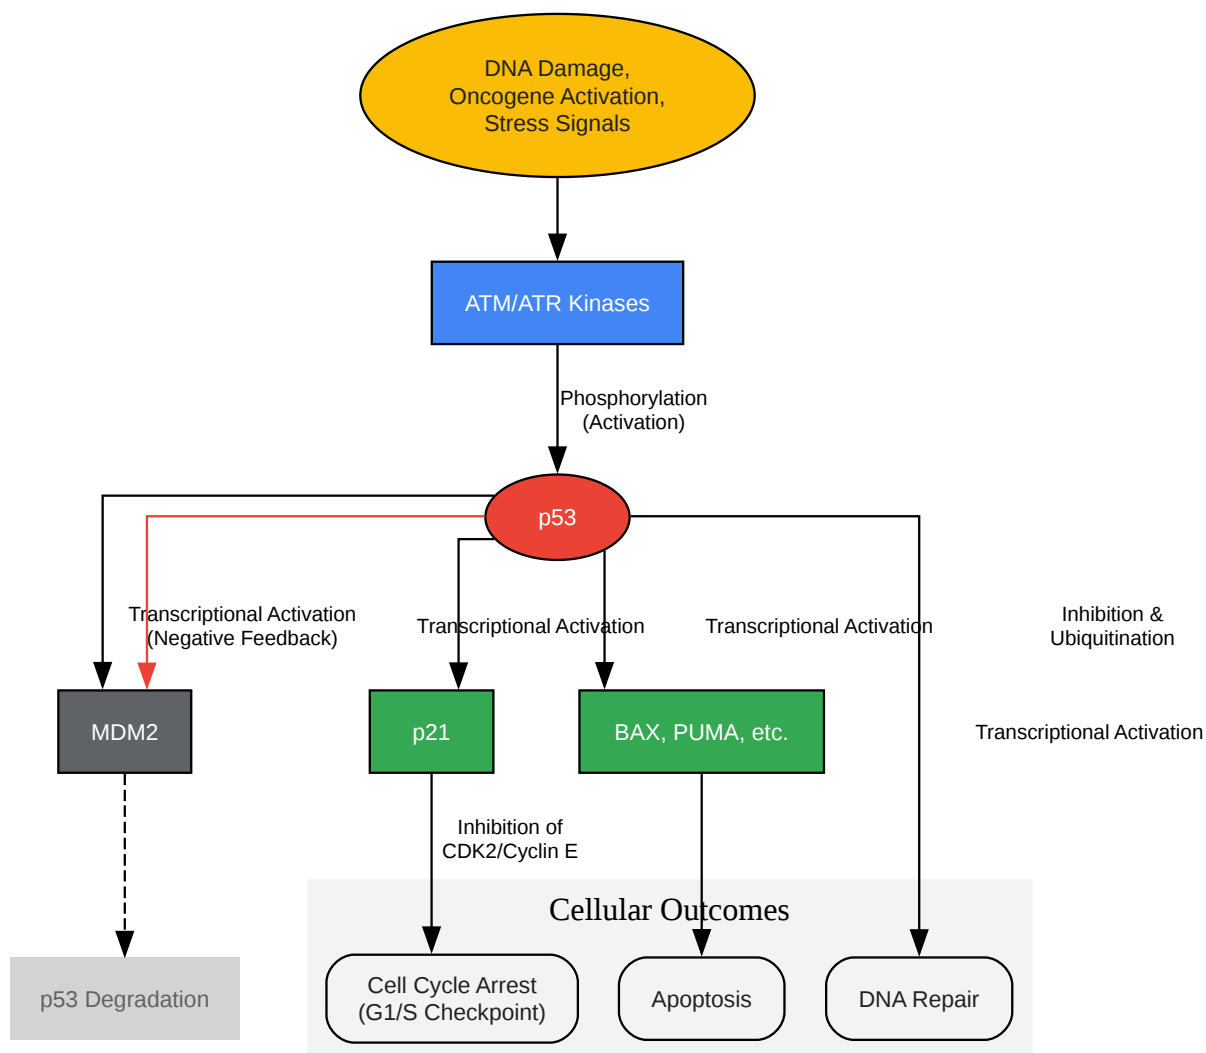 DNA Damage,
Oncogene Activation,
Stress Signals
ATM/ATR Kinases
Phosphorylation
(Activation)
p53
Transcriptional Activation
(Negative Feedback)
Transcriptional Activation
Transcriptional Activation
Inhibition &
Ubiquitination
MDM2
p21
BAX, PUMA, etc.
Transcriptional Activation
Inhibition of
CDK2/Cyclin E
Cellular Outcomes
p53 Degradation
Cell Cycle Arrest
(G1/S Checkpoint)
Apoptosis
DNA Repair